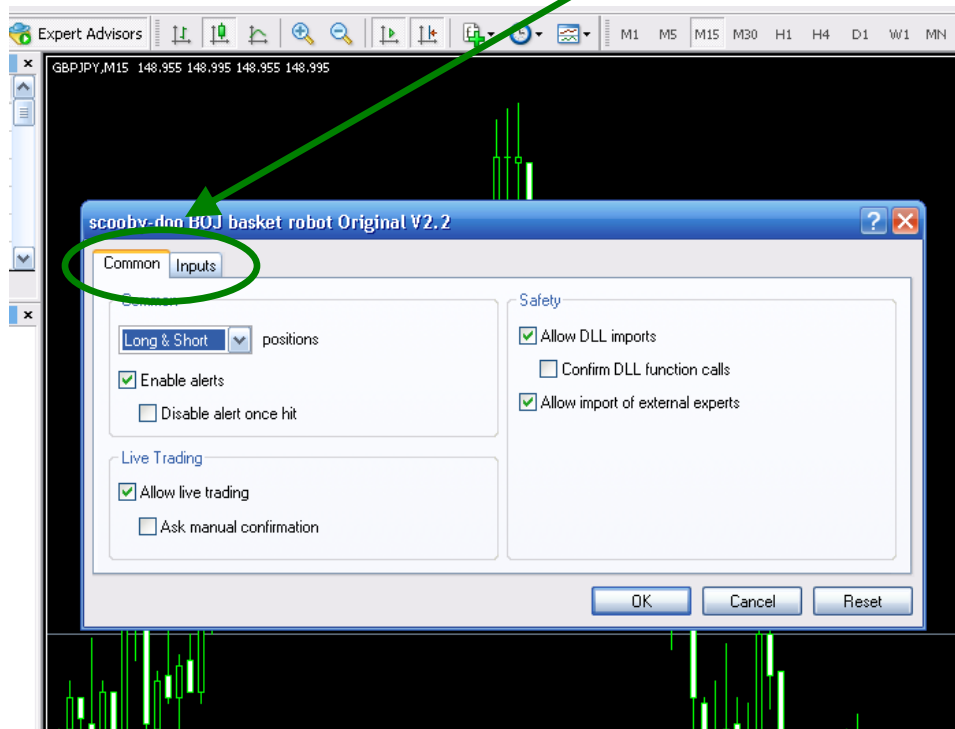 Expert Advisors M1 M5 M15 M30 H1 H4 D1 W1 MN
GBPJPY,M15 148.955 148.995 148.955 148.995
scooby-doo BOJ basket robot Original V2.2
Common Inputs
Common
Long & Short positions
Enable alerts
Disable alert once hit
Live Trading
Allow live trading
Ask manual confirmation
Safety
Allow DLL imports
Confirm DLL function calls
Allow import of external experts
OK Cancel Reset